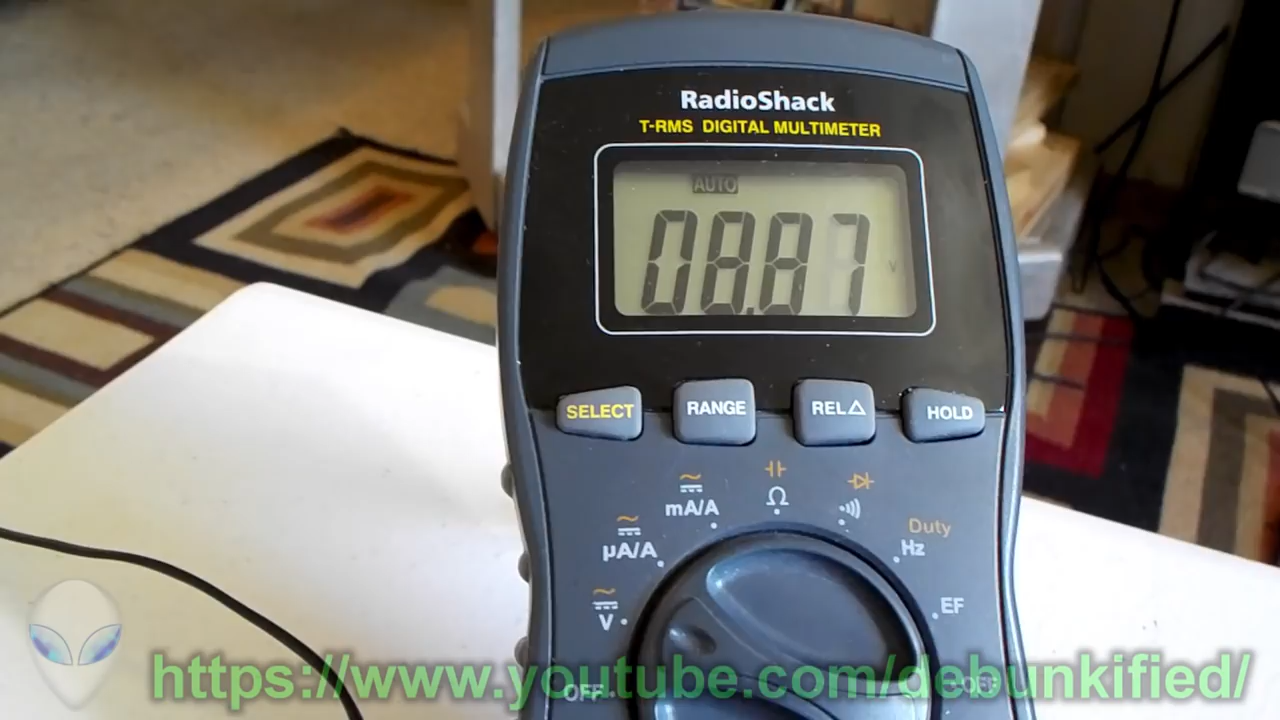 RadioShack
T-RMS DIGITAL MULTIMETER
AUTO
08.87
V
SELECT RANGE REL△ HOLD
mA/A Ω
µA/A Duty
Hz
V EF
OFF OFF
https://www.youtube.com/debunkified/